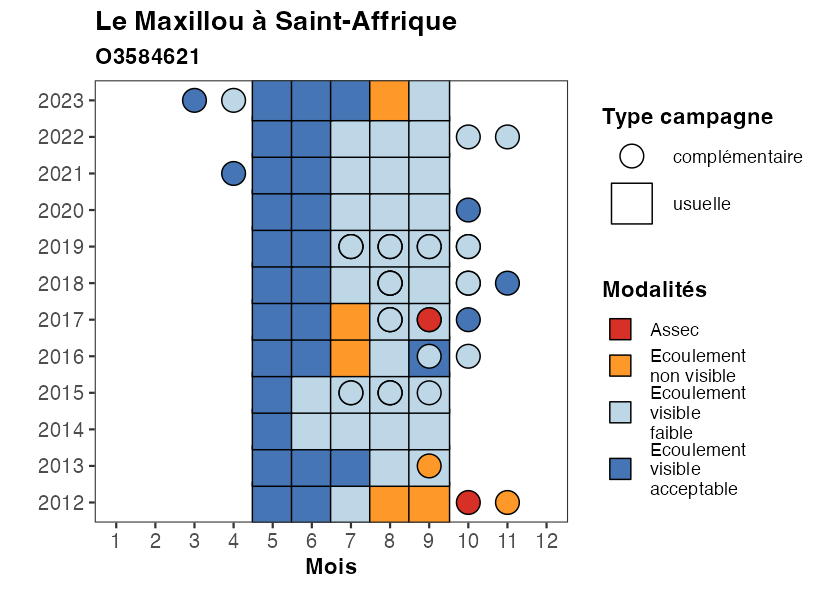 Le Maxillou à Saint-Affrique
O3584621
2023
2022
2021
2020
2019
2018
2017
2016
2015
2014
2013
2012
1 2 3 4 5 6 7 8 9 10 11 12
Mois
Type campagne
complémentaire
usuelle
Modalités
Assec
Ecoulement
non visible
Ecoulement
visible
faible
Ecoulement
visible
acceptable